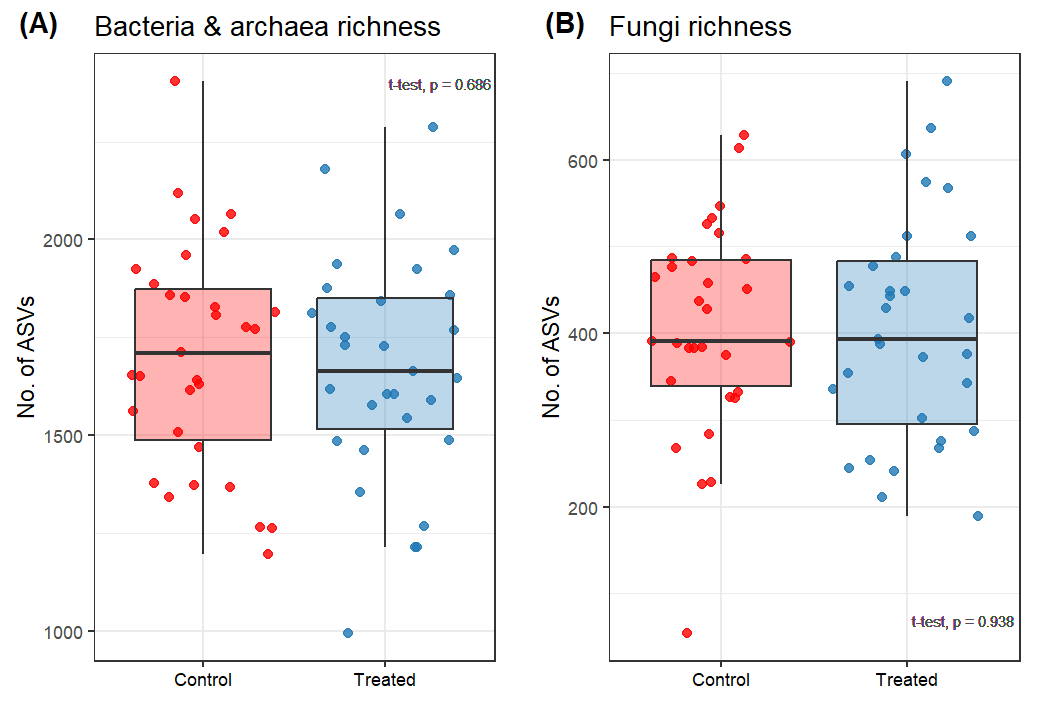 (A) Bacteria & archaea richness
t-test, p = 0.686
No. of ASVs
2000
1500
1000
Control Treated
(B) Fungi richness
No. of ASVs
600
400
200
t-test, p = 0.938
Control Treated